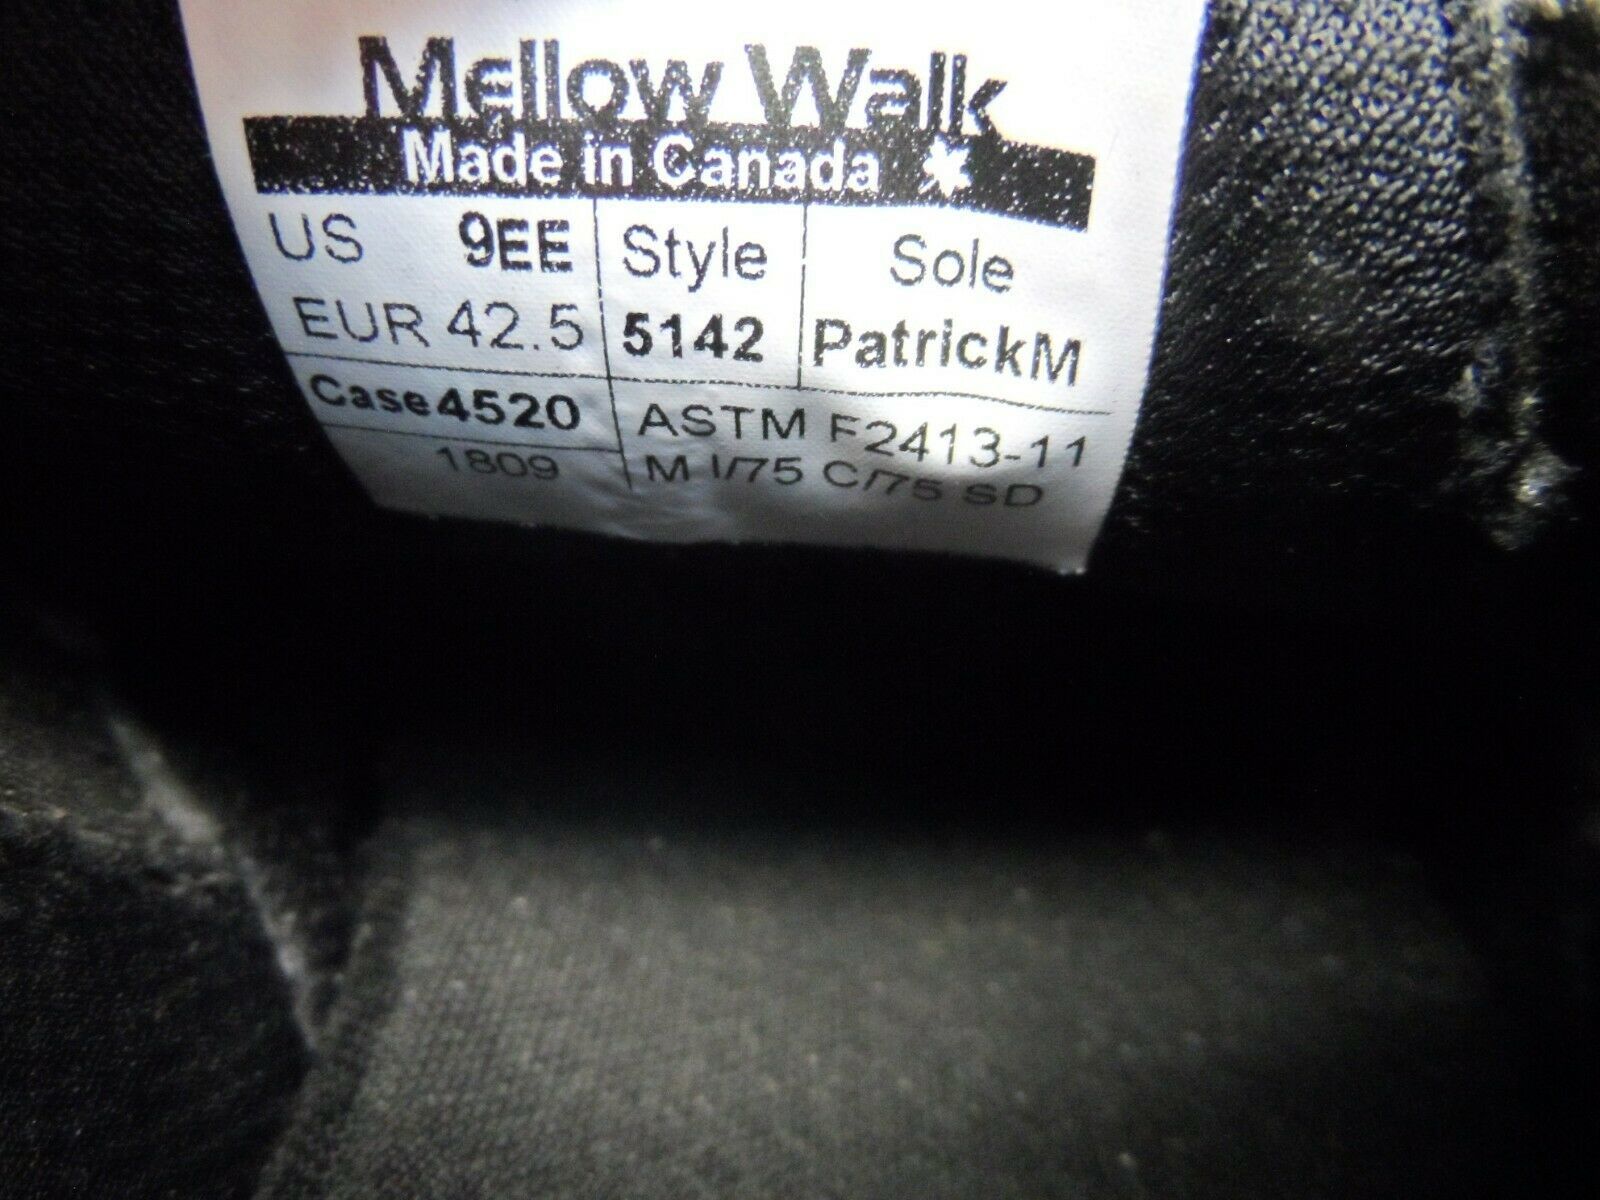 Mellow Walk
Made in Canada
US 9EE Style Sole
EUR 42.5 5142 PatrickM
Case4520 ASTM F2413-11
1809 M I/75 C/75 SD